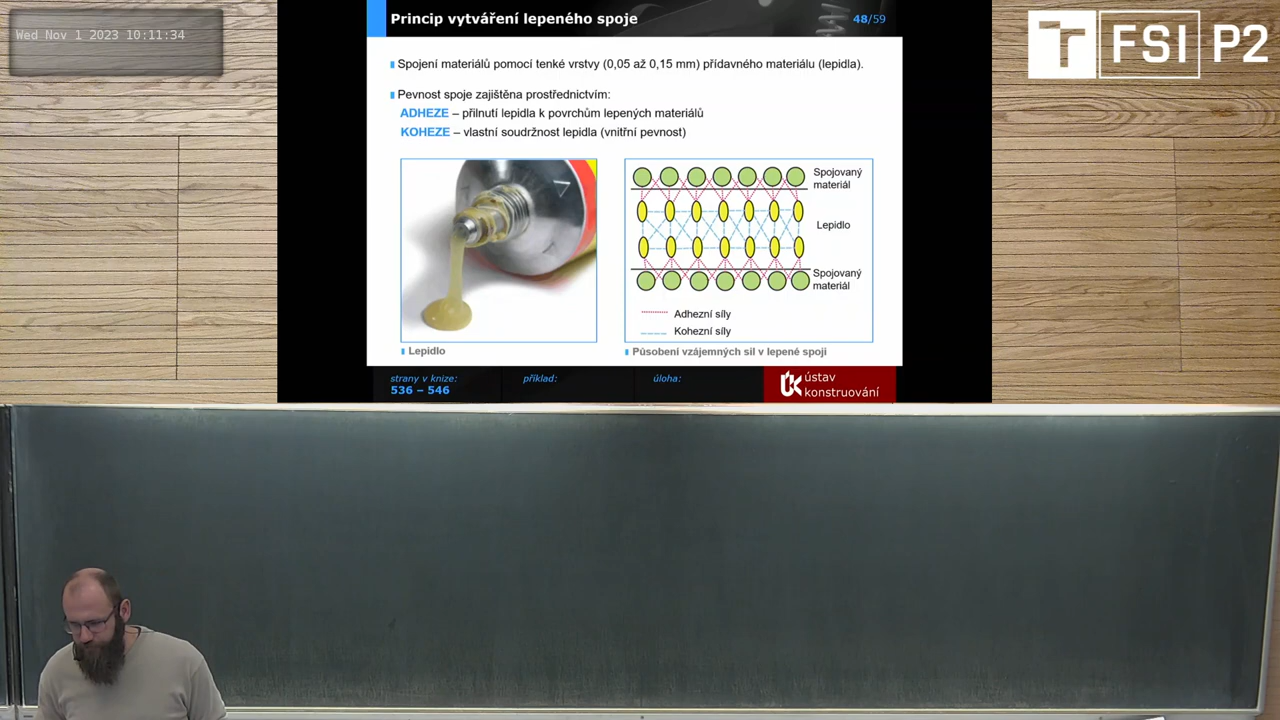 Wed Nov 1 2023 10:11:34
Princip vytváření lepeného spoje
48/59
FSI P2
Spojení materiálů pomocí tenké vrstvy (0,05 až 0,15 mm) přídavného materiálu (lepidla).
Pevnost spoje zajištěna prostřednictvím:
ADHEZE – přilnutí lepidla k povrchům lepených materiálů
KOHEZE – vlastní soudržnost lepidla (vnitřní pevnost)
Spojovaný
materiál
Lepidlo
Spojovaný
materiál
Adhezní síly
Kohezní síly
Lepidlo
Působení vzájemných sil v lepené spoji
strany v knize:
536 – 546
příklad:
úloha:
ústav
konstruování